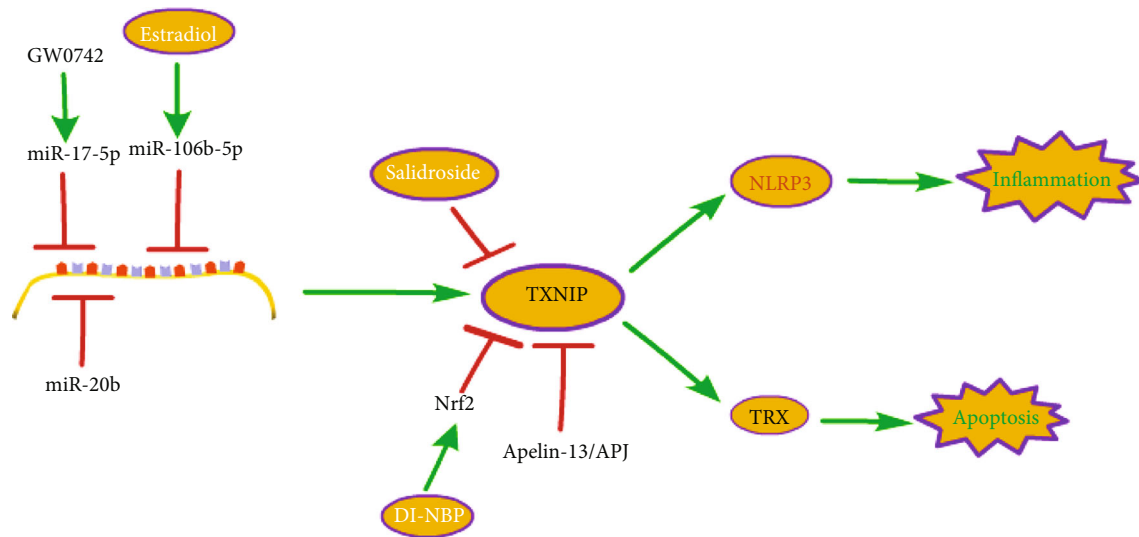 Estradiol
GW0742
miR-17-5p
miR-106b-5p
Salidroside
NLRP3
Inflammation
TXNIP
miR-20b
Nrf2
TRX
Apoptosis
Apelin-13/APJ
DI-NBP